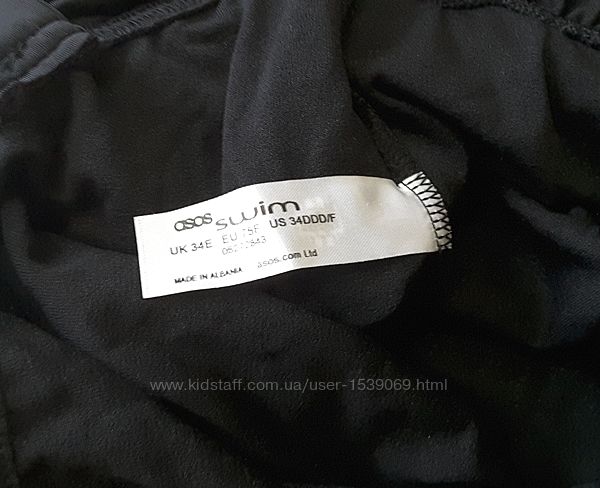 asos swim
UK 34E EU 75F US 34DDD/F
MADE IN ALBANIA asos.com Ltd
www.kidstaff.com.ua/user-1539069.html